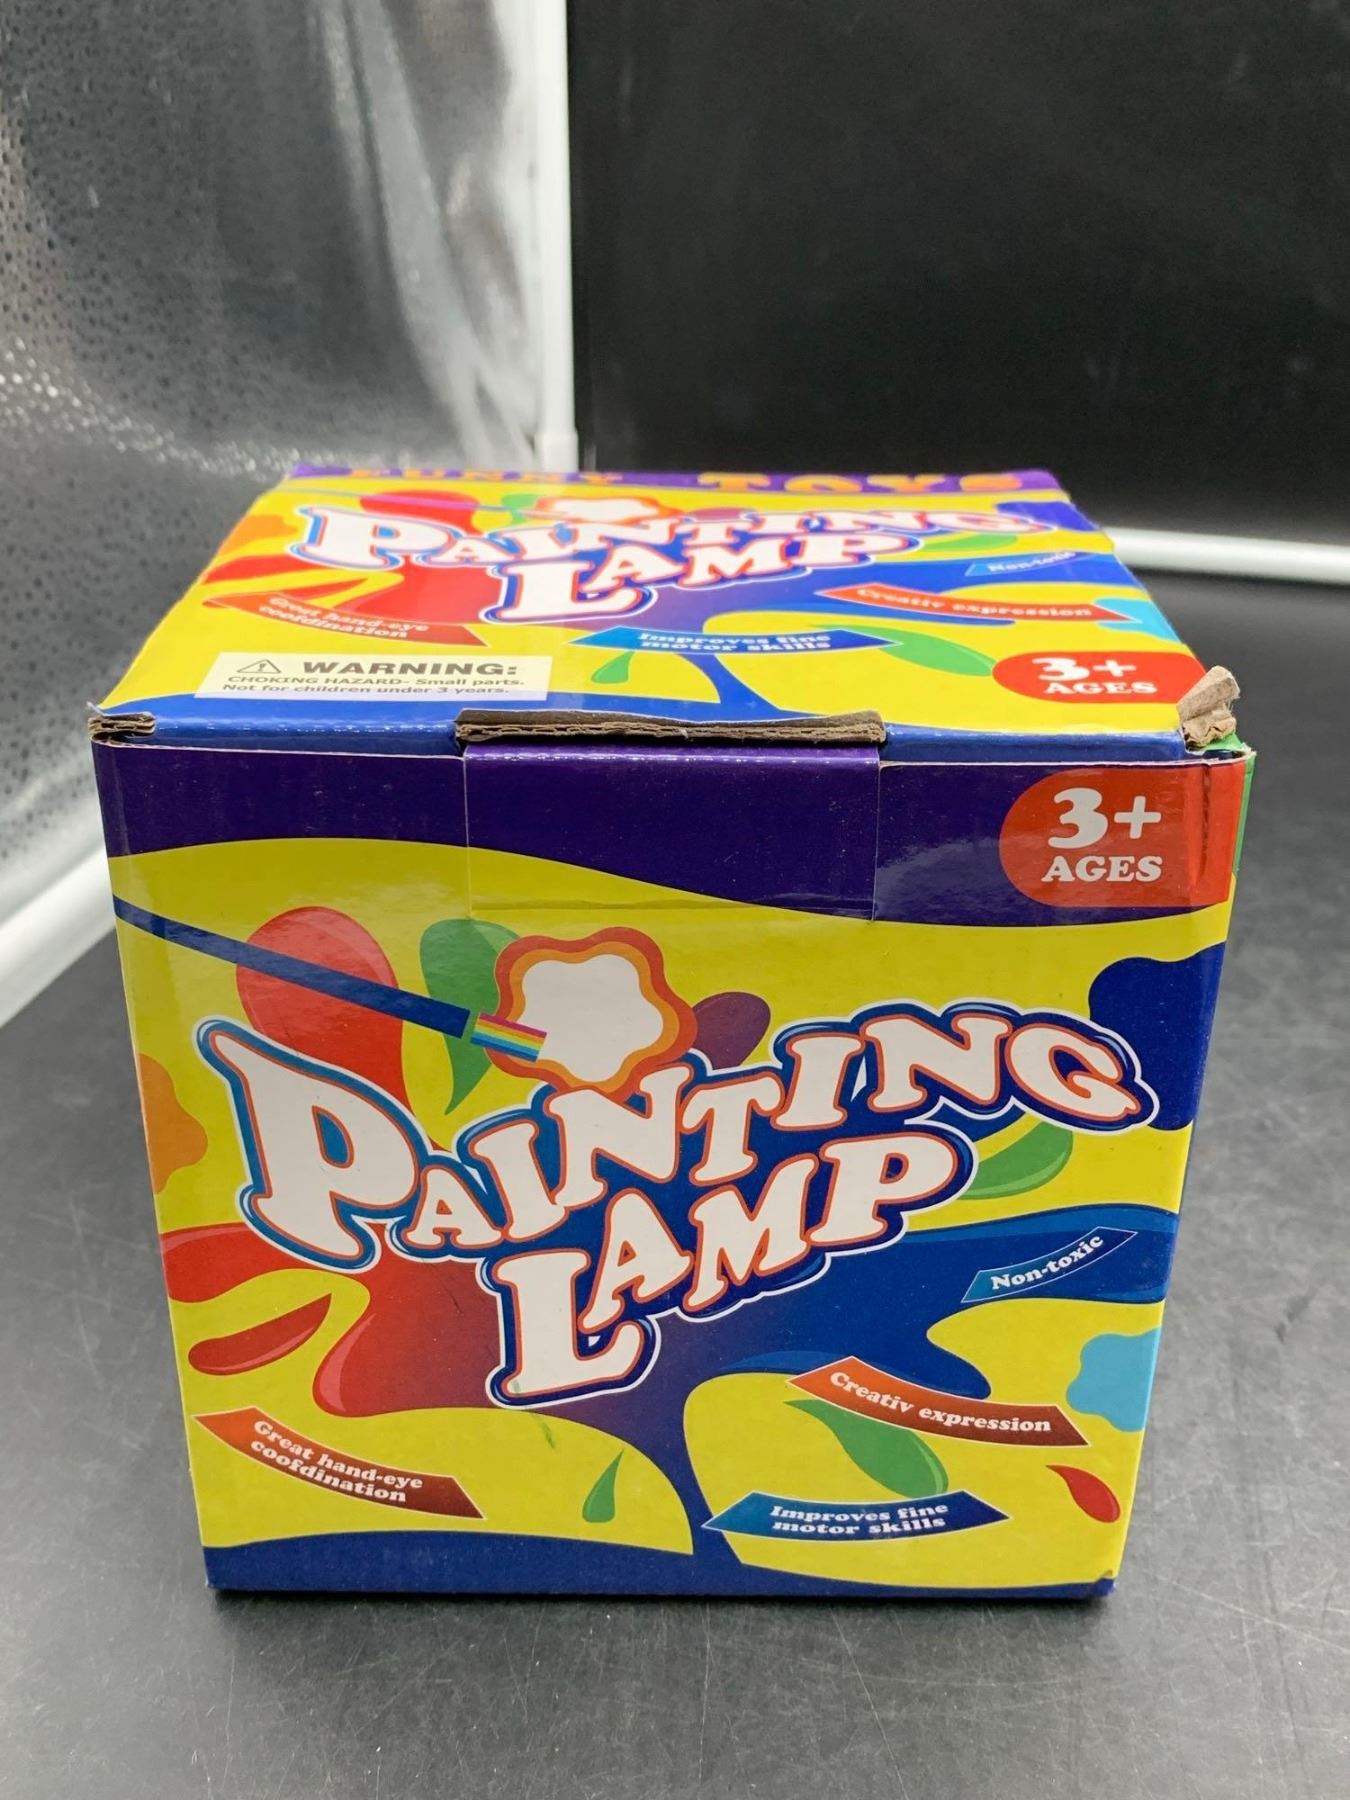 FUNNY TOYS
PAINTING
LAMP
Non-toxic
Creativ expression
Great hand-eye
coofdination
Improves fine
motor skills
⚠ WARNING:
CHOKING HAZARD- Small parts.
Not for children under 3 years.
3+
AGES
3+
AGES
PAINTING
LAMP
Non-toxic
Creativ expression
Great hand-eye
coofdination
Improves fine
motor skills